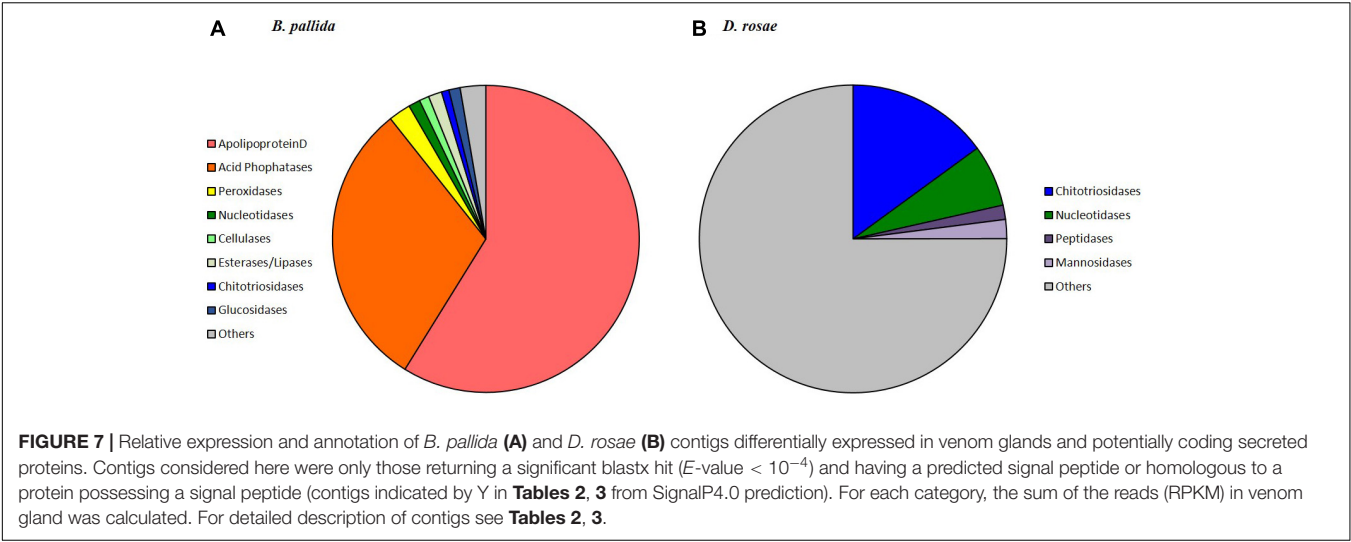 A B. pallida
B D. rosae
ApolipoproteinD
Acid Phophatases
Peroxidases
Nucleotidases
Cellulases
Esterases/Lipases
Chitotriosidases
Glucosidases
Others
Chitotriosidases
Nucleotidases
Peptidases
Mannosidases
Others
FIGURE 7 | Relative expression and annotation of B. pallida (A) and D. rosae (B) contigs differentially expressed in venom glands and potentially coding secreted
proteins. Contigs considered here were only those returning a significant blastx hit (E-value < 10⁻⁴) and having a predicted signal peptide or homologous to a
protein possessing a signal peptide (contigs indicated by Y in Tables 2, 3 from SignalP4.0 prediction). For each category, the sum of the reads (RPKM) in venom
gland was calculated. For detailed description of contigs see Tables 2, 3.